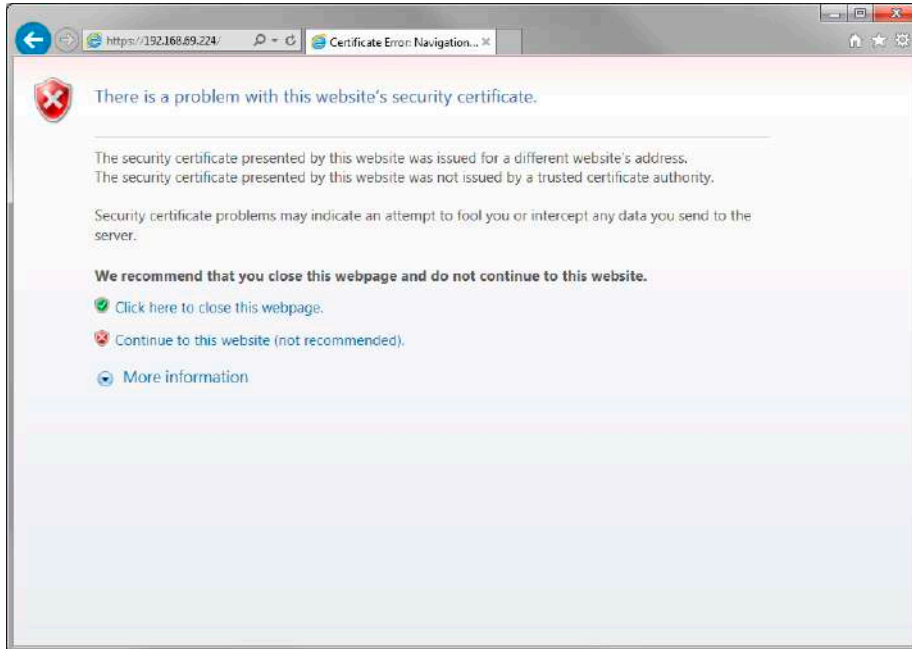 https://192.168.69.224/
Certificate Error: Navigation...
There is a problem with this website's security certificate.
The security certificate presented by this website was issued for a different website's address.
The security certificate presented by this website was not issued by a trusted certificate authority.
Security certificate problems may indicate an attempt to fool you or intercept any data you send to the
server.
We recommend that you close this webpage and do not continue to this website.
Click here to close this webpage.
Continue to this website (not recommended).
More information